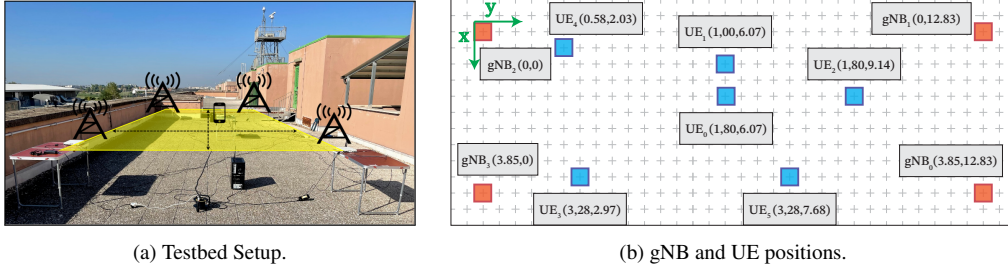 y
x
UE4(0.58,2.03)
UE1(1,00,6.07)
gNB1(0,12.83)
gNB2(0,0)
UE2(1,80,9.14)
UE0(1,80,6.07)
gNB3(3.85,0)
gNB0(3.85,12.83)
UE3(3,28,2.97)
UE5(3,28,7.68)
(a) Testbed Setup.
(b) gNB and UE positions.